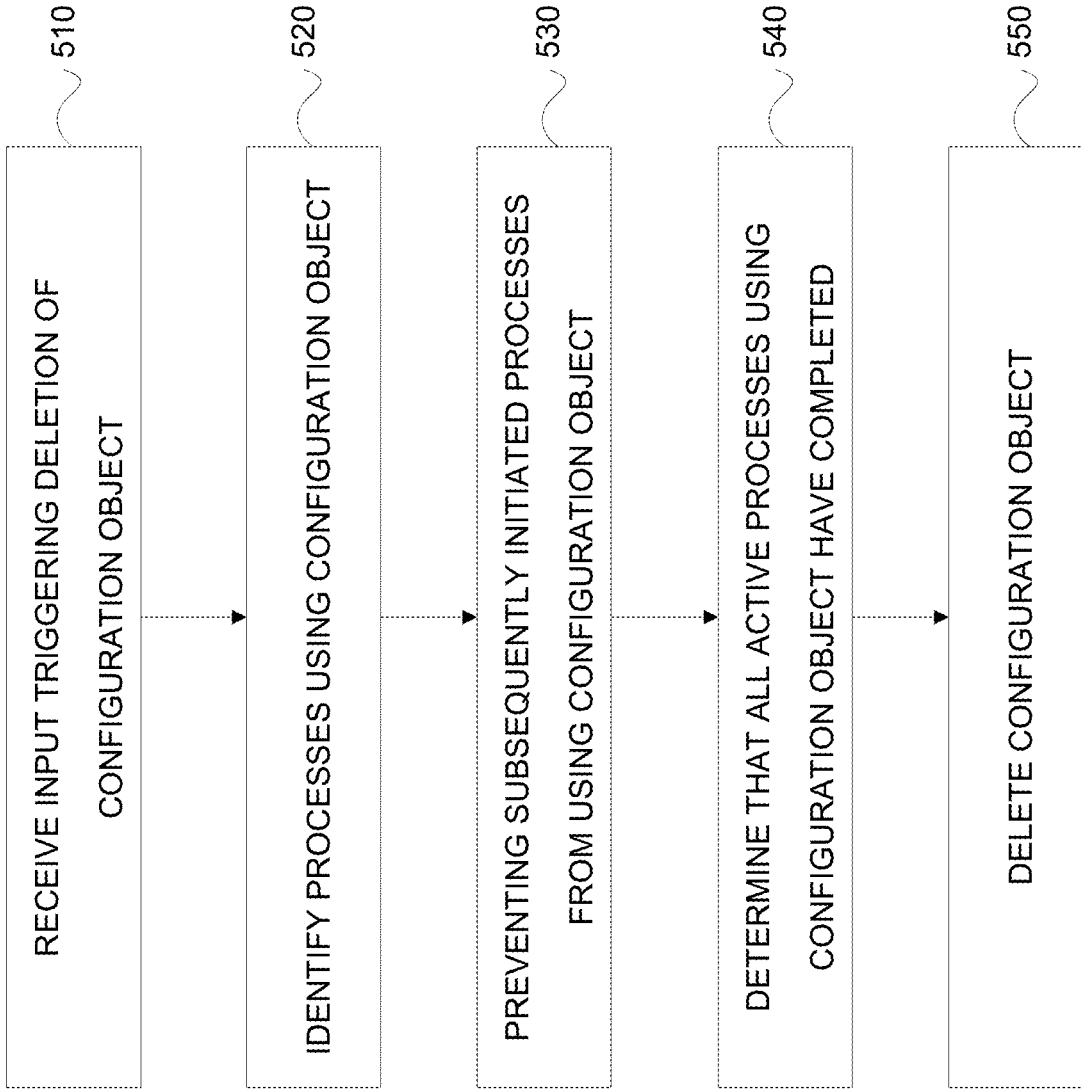 RECEIVE INPUT TRIGGERING DELETION OF
CONFIGURATION OBJECT
510
IDENTIFY PROCESSES USING CONFIGURATION OBJECT
520
PREVENTING SUBSEQUENTLY INITIATED PROCESSES
FROM USING CONFIGURATION OBJECT
530
DETERMINE THAT ALL ACTIVE PROCESSES USING
CONFIGURATION OBJECT HAVE COMPLETED
540
DELETE CONFIGURATION OBJECT
550